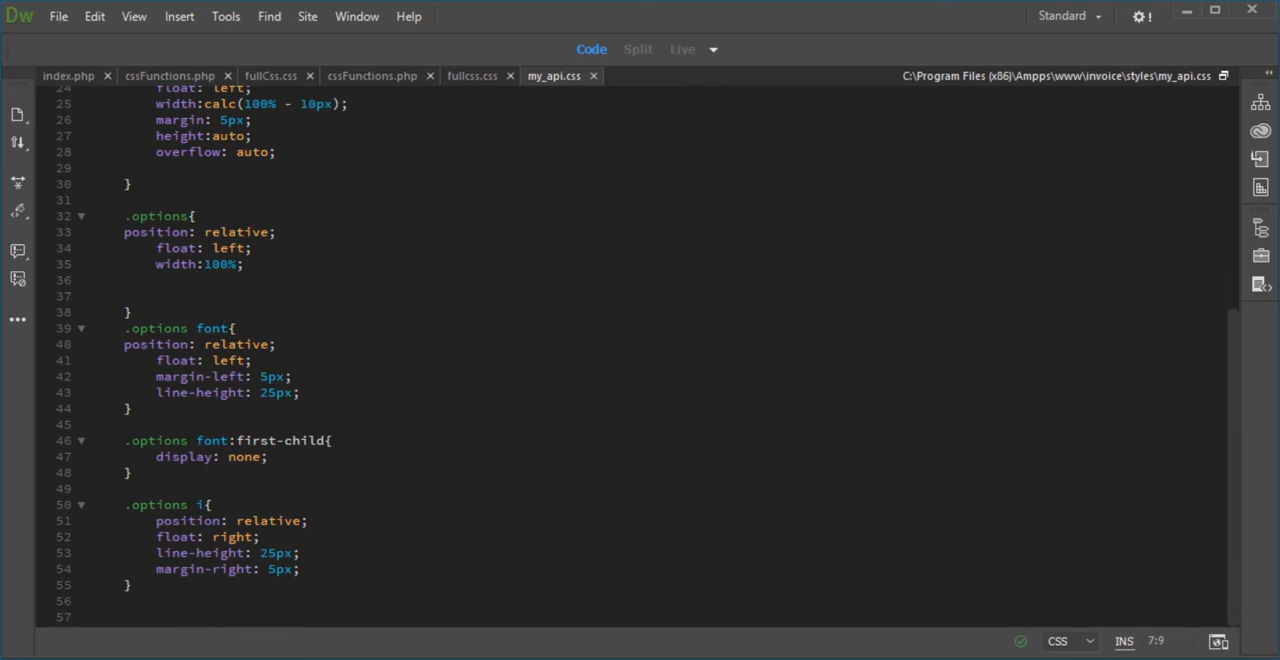 Dw File Edit View Insert Tools Find Site Window Help Standard !
Code Split Live
index.php cssFunctions.php fullCss.css cssFunctions.php fullcss.css my_api.css C:\Program Files (x86)\Ampps\www\invoice\styles\my_api.css
24 float: left;
25 width:calc(100% - 10px);
26 margin: 5px;
27 height:auto;
28 overflow: auto;
29
30 }
31
32 .options{
33 position: relative;
34 float: left;
35 width:100%;
36
37
38 }
39 .options font{
40 position: relative;
41 float: left;
42 margin-left: 5px;
43 line-height: 25px;
44 }
45
46 .options font:first-child{
47 display: none;
48 }
49
50 .options i{
51 position: relative;
52 float: right;
53 line-height: 25px;
54 margin-right: 5px;
55 }
56
57
CSS INS 7:9